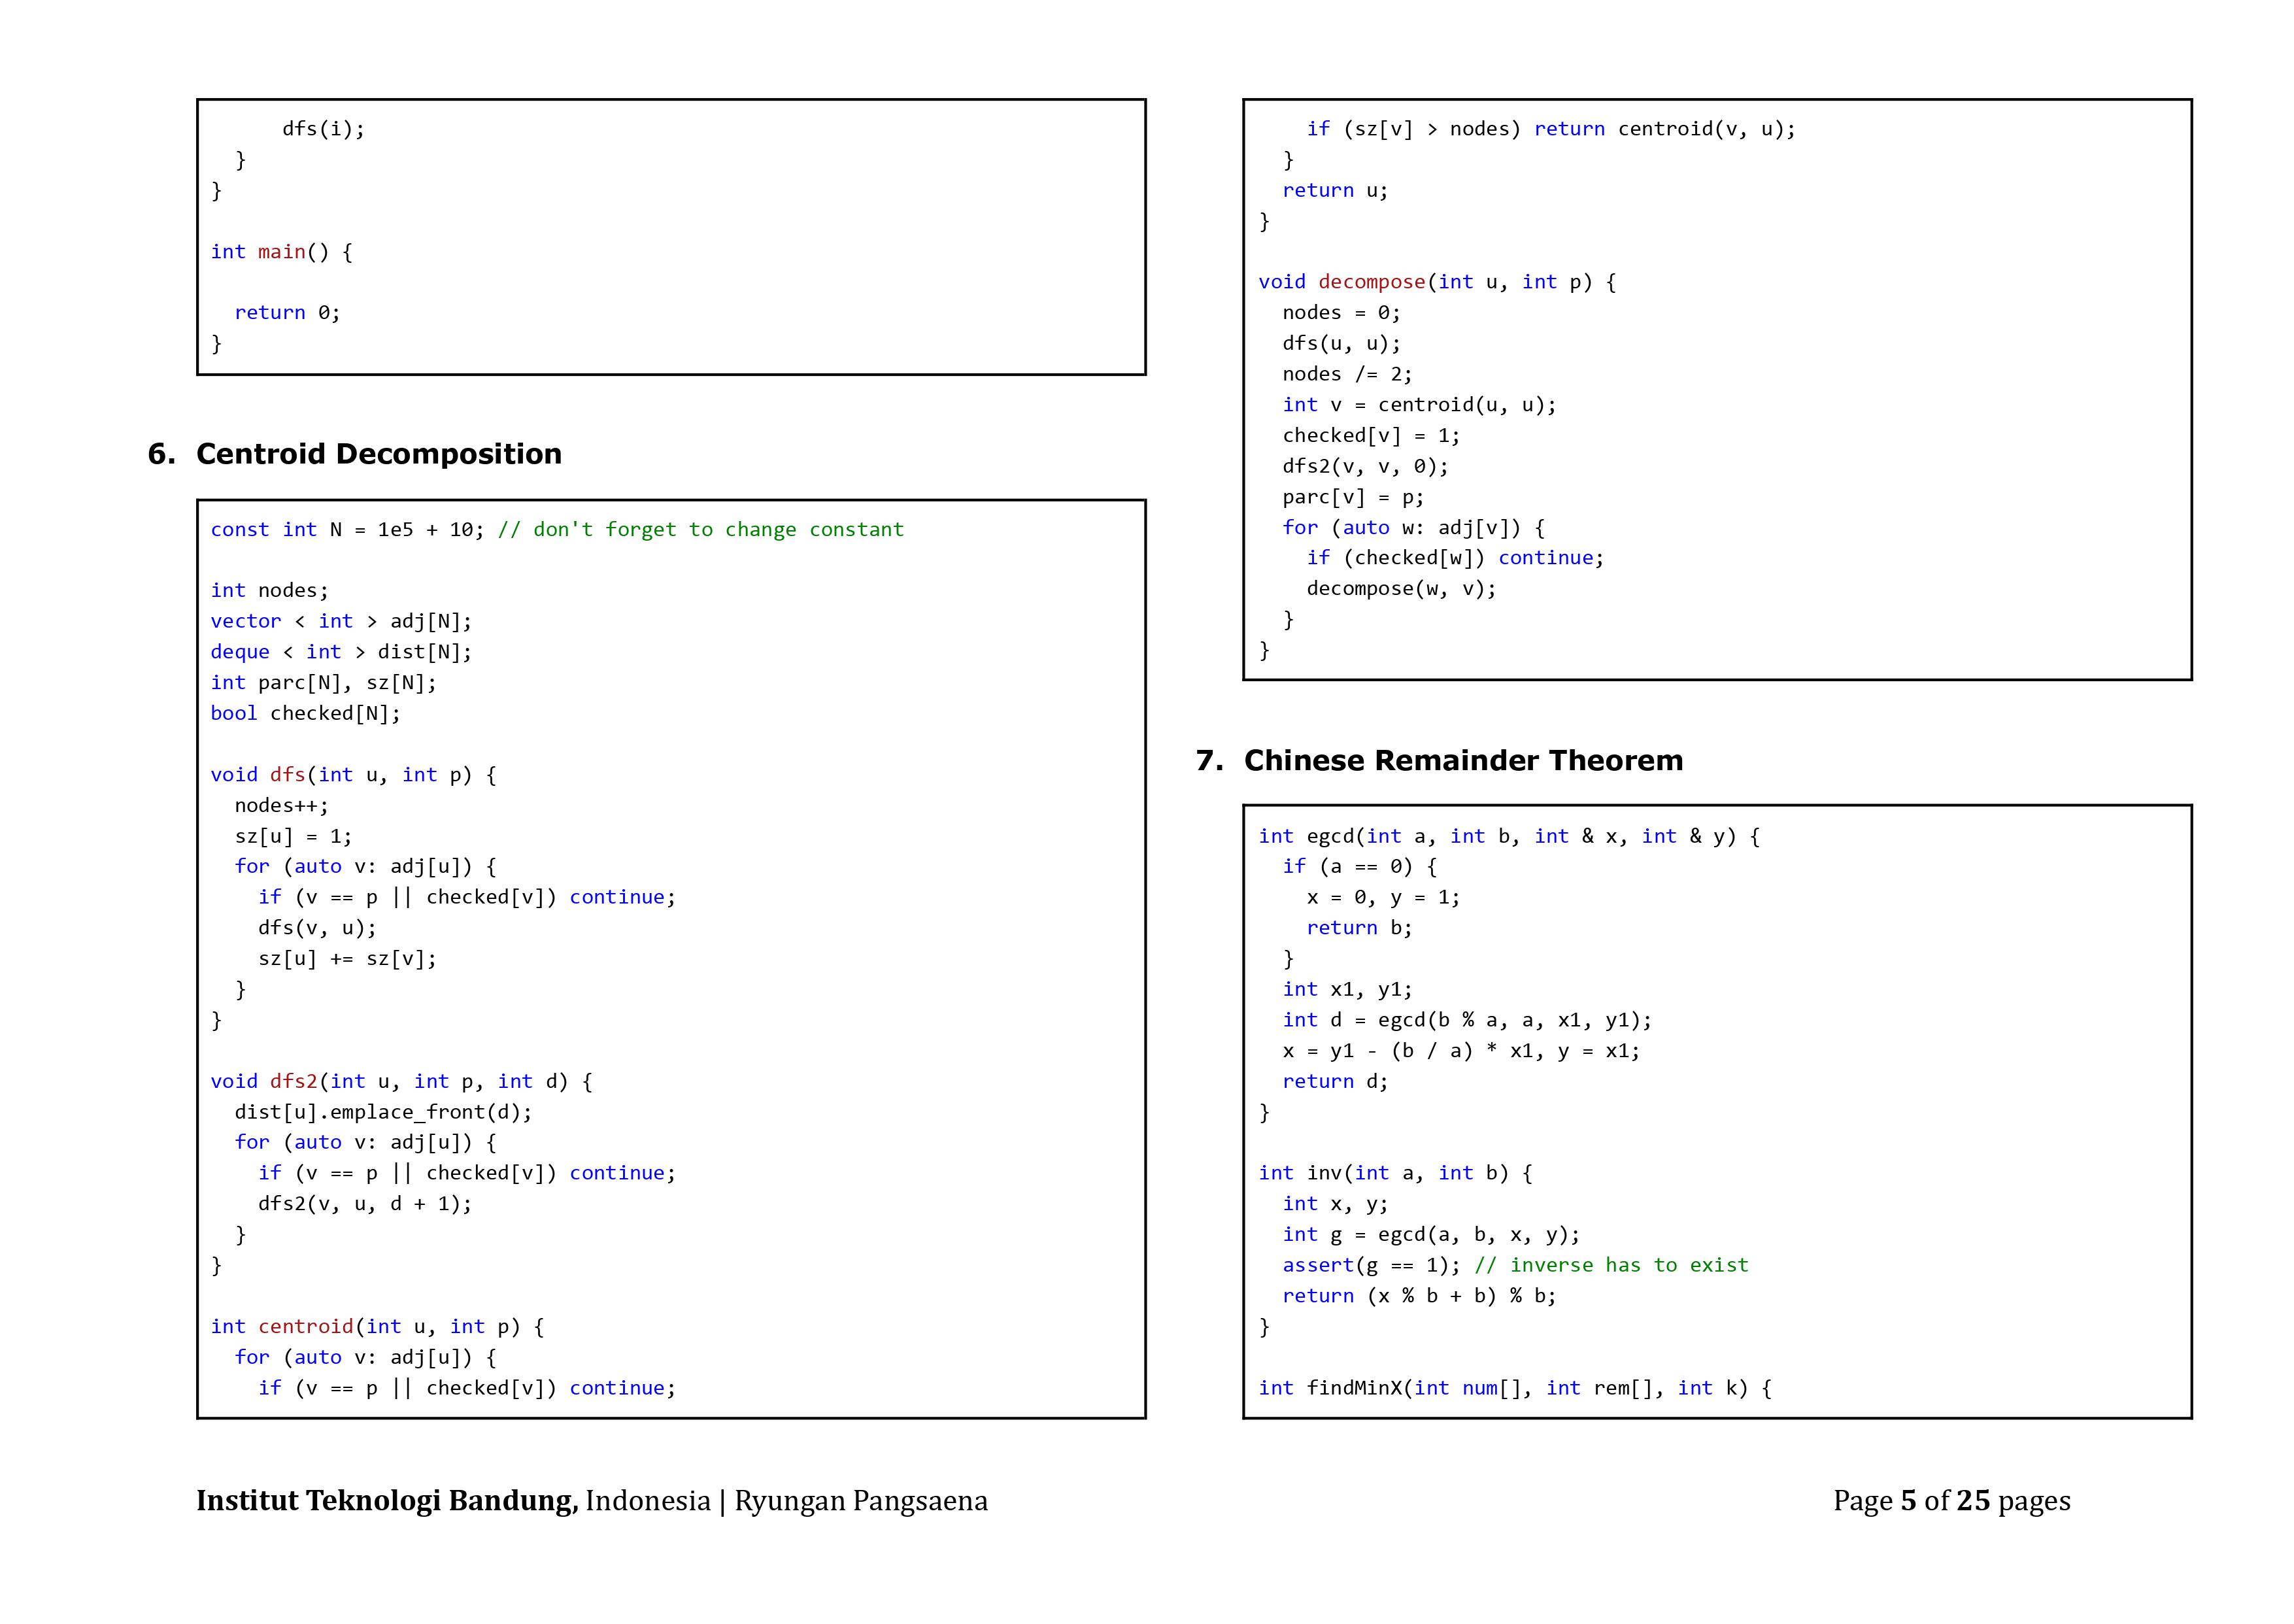 dfs(i);
  }
}

int main() {

  return 0;
}

6. Centroid Decomposition

const int N = 1e5 + 10; // don't forget to change constant

int nodes;
vector < int > adj[N];
deque < int > dist[N];
int parc[N], sz[N];
bool checked[N];

void dfs(int u, int p) {
  nodes++;
  sz[u] = 1;
  for (auto v: adj[u]) {
    if (v == p || checked[v]) continue;
    dfs(v, u);
    sz[u] += sz[v];
  }
}

void dfs2(int u, int p, int d) {
  dist[u].emplace_front(d);
  for (auto v: adj[u]) {
    if (v == p || checked[v]) continue;
    dfs2(v, u, d + 1);
  }
}

int centroid(int u, int p) {
  for (auto v: adj[u]) {
    if (v == p || checked[v]) continue;
    if (sz[v] > nodes) return centroid(v, u);
  }
  return u;
}

void decompose(int u, int p) {
  nodes = 0;
  dfs(u, u);
  nodes /= 2;
  int v = centroid(u, u);
  checked[v] = 1;
  dfs2(v, v, 0);
  parc[v] = p;
  for (auto w: adj[v]) {
    if (checked[w]) continue;
    decompose(w, v);
  }
}

7. Chinese Remainder Theorem

int egcd(int a, int b, int & x, int & y) {
  if (a == 0) {
    x = 0, y = 1;
    return b;
  }
  int x1, y1;
  int d = egcd(b % a, a, x1, y1);
  x = y1 - (b / a) * x1, y = x1;
  return d;
}

int inv(int a, int b) {
  int x, y;
  int g = egcd(a, b, x, y);
  assert(g == 1); // inverse has to exist
  return (x % b + b) % b;
}

int findMinX(int num[], int rem[], int k) {

Institut Teknologi Bandung, Indonesia | Ryungan Pangsaena
Page 5 of 25 pages